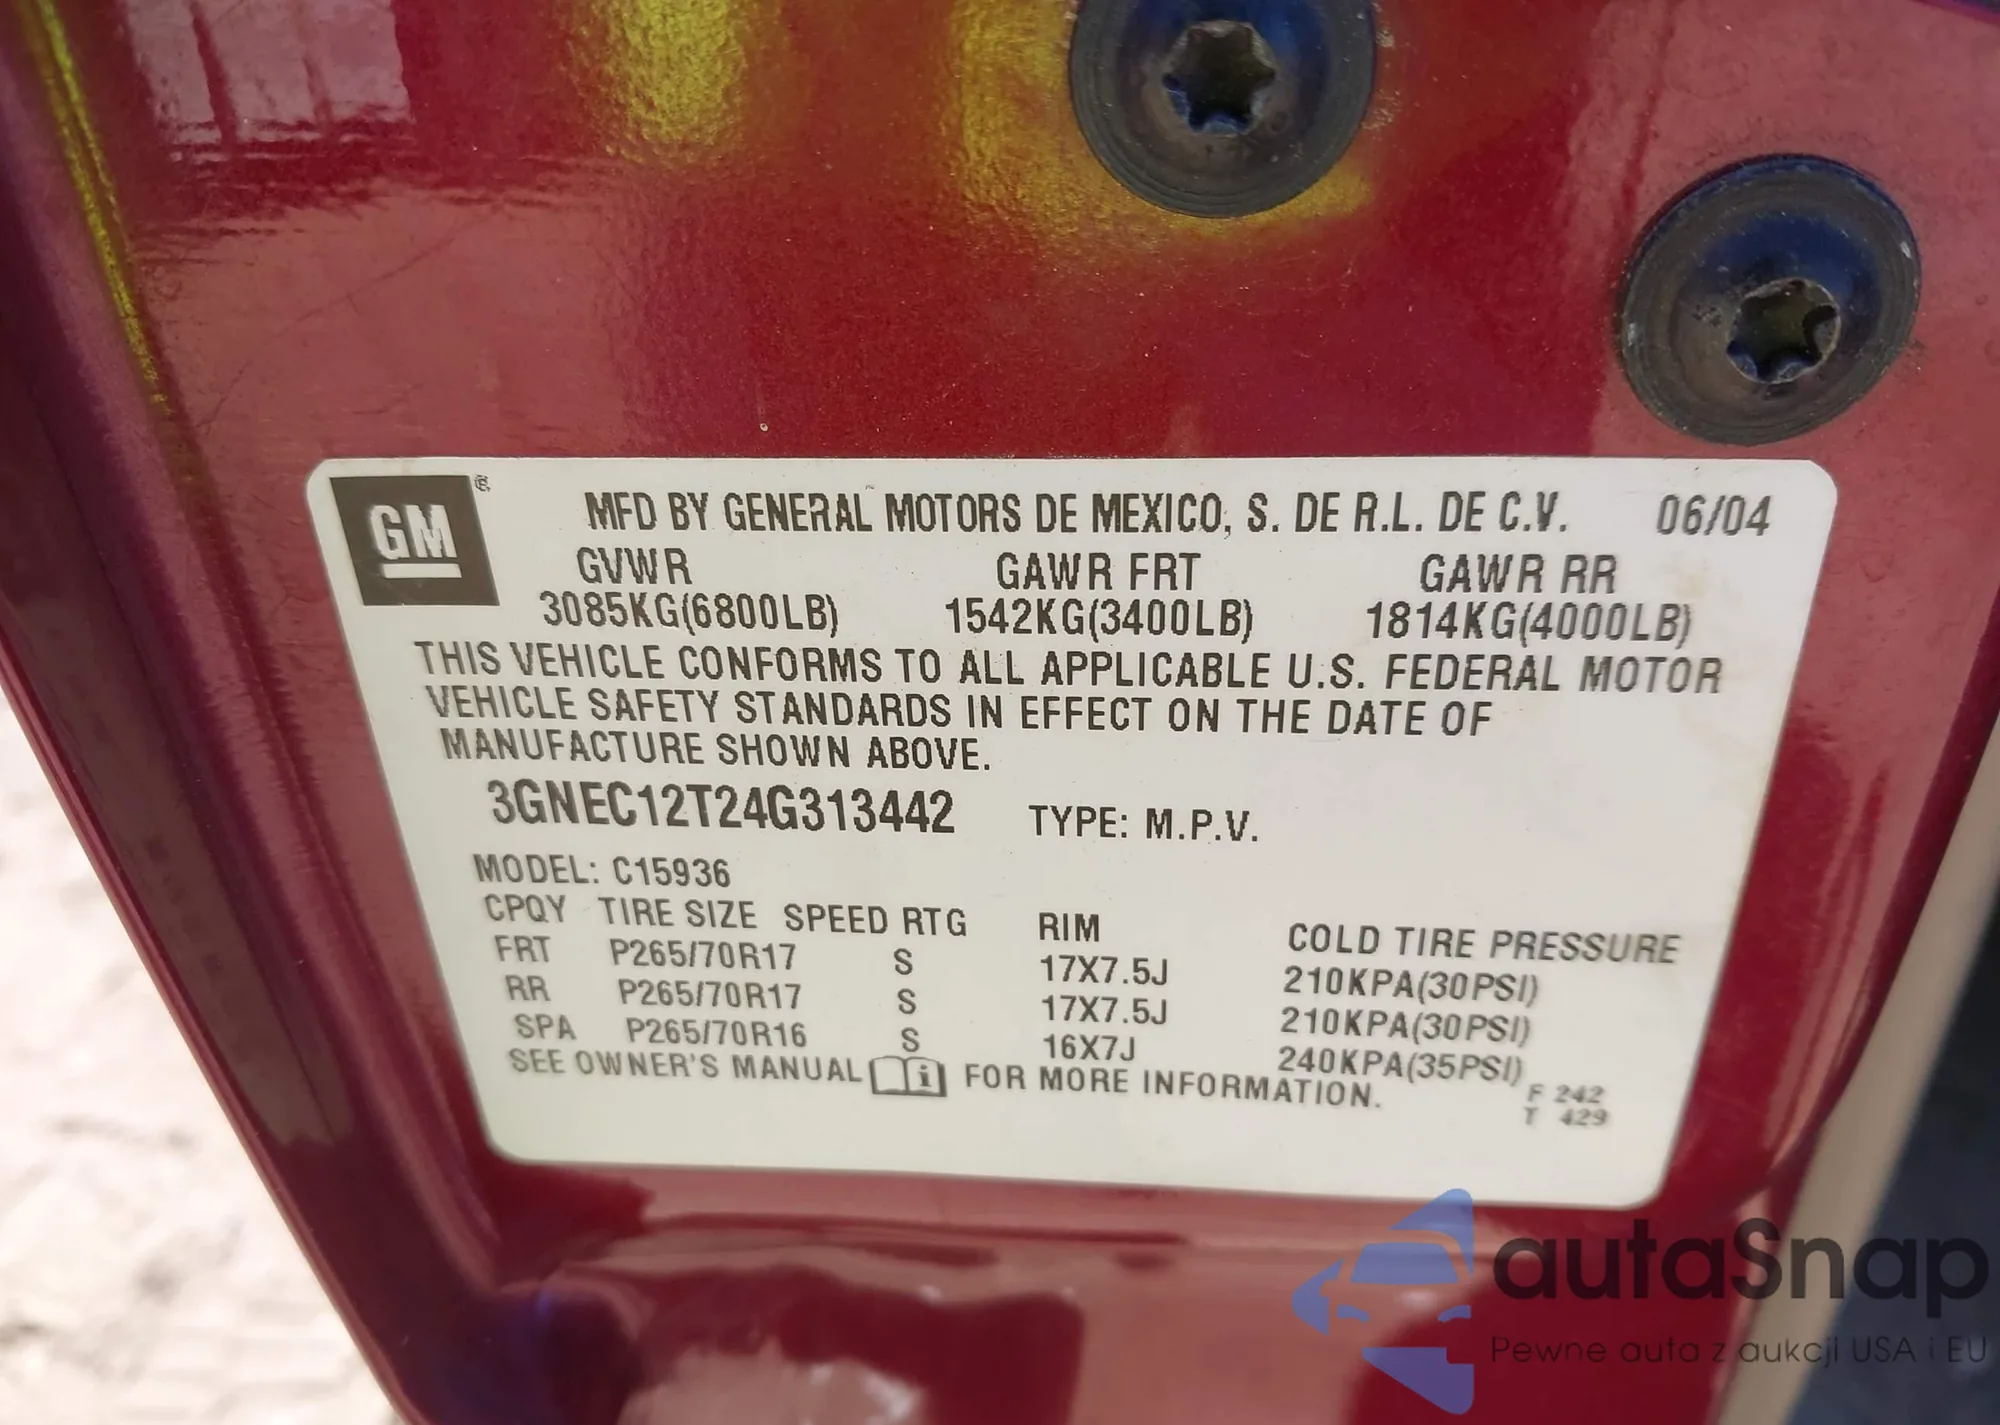 GM ®
MFD BY GENERAL MOTORS DE MEXICO, S. DE R.L. DE C.V. 06/04
GVWR GAWR FRT GAWR RR
3085KG(6800LB) 1542KG(3400LB) 1814KG(4000LB)
THIS VEHICLE CONFORMS TO ALL APPLICABLE U.S. FEDERAL MOTOR
VEHICLE SAFETY STANDARDS IN EFFECT ON THE DATE OF
MANUFACTURE SHOWN ABOVE.
3GNEC12T24G313442 TYPE: M.P.V.
MODEL: C15936
CPQY TIRE SIZE SPEED RTG RIM COLD TIRE PRESSURE
FRT P265/70R17 S 17X7.5J 210KPA(30PSI)
RR P265/70R17 S 17X7.5J 210KPA(30PSI)
SPA P265/70R16 S 16X7J 240KPA(35PSI)
SEE OWNER'S MANUAL i FOR MORE INFORMATION.
F 242
T 429
autaSnap
Pewne auta z aukcji USA i EU